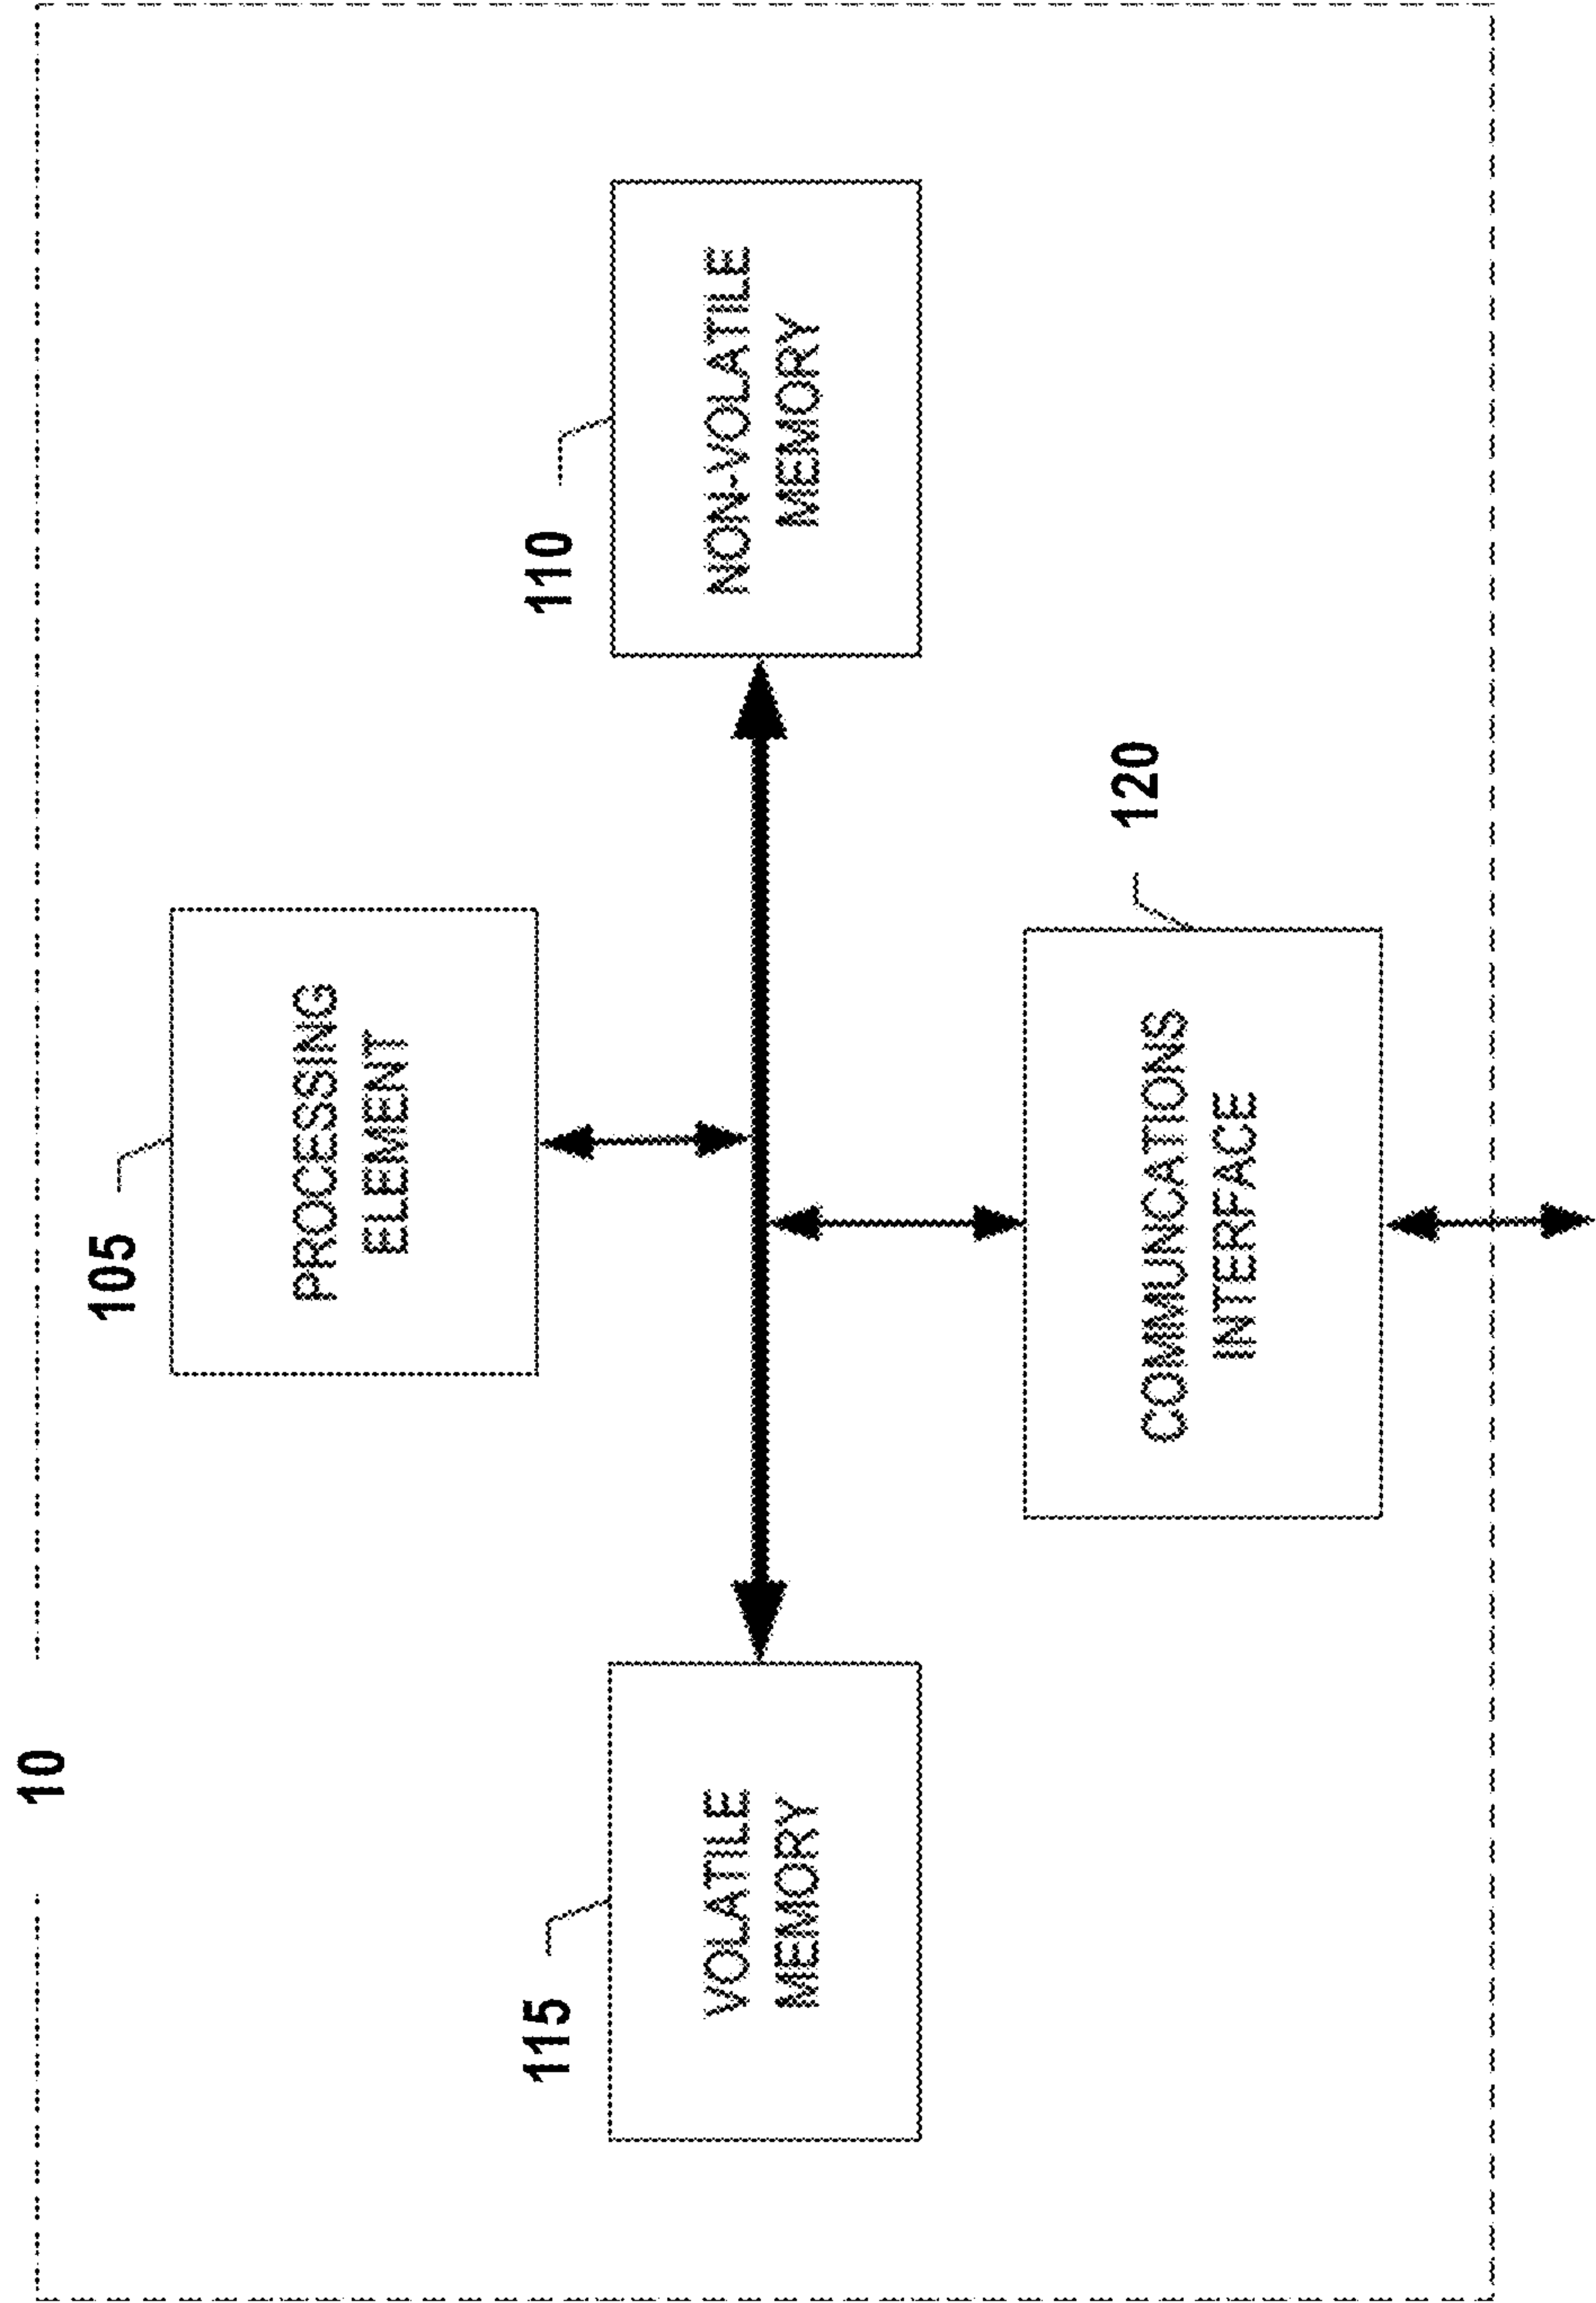 10
105
PROCESSING
ELEMENT
115
VOLATILE
MEMORY
110
NON-VOLATILE
MEMORY
120
COMMUNCATIONS
INTERFACE